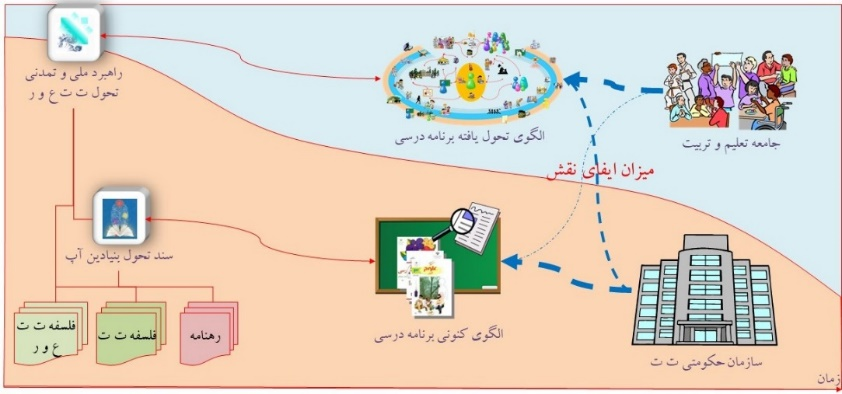 راهبرد ملی و تمدنی
تحول ت ت ع و ر
الگوی تحول یافته برنامه درسی
جامعه تعلیم و تربیت
میزان ایفای نقش
سند تحول بنیادین آپ
الگوی کنونی برنامه درسی
سازمان حکومتی ت ت
رهنامه
فلسفه ت ت
فلسفه ت ت
ع و ر
زمان